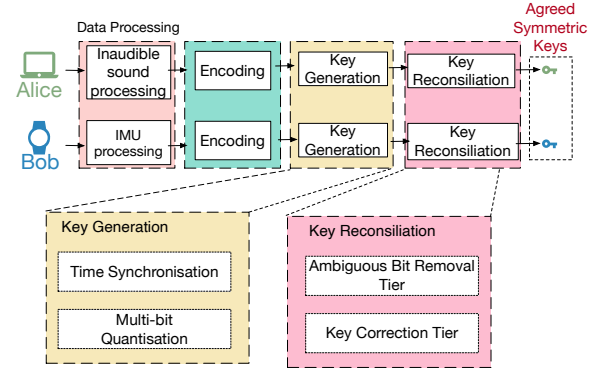 Agreed
Symmetric
Keys
Data Processing
Alice
Inaudible
sound
processing
Encoding
Key
Generation
Key
Reconsiliation
Bob
IMU
processing
Encoding
Key
Generation
Key
Reconsiliation
Key Generation
Time Synchronisation
Multi-bit
Quantisation
Key Reconsiliation
Ambiguous Bit Removal
Tier
Key Correction Tier